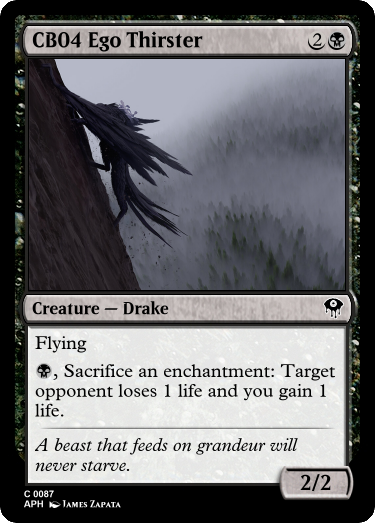 CB04 Ego Thirster 2
Creature — Drake
Flying
, Sacrifice an enchantment: Target
opponent loses 1 life and you gain 1
life.
A beast that feeds on grandeur will
never starve.
2/2
C 0087
APH James Zapata